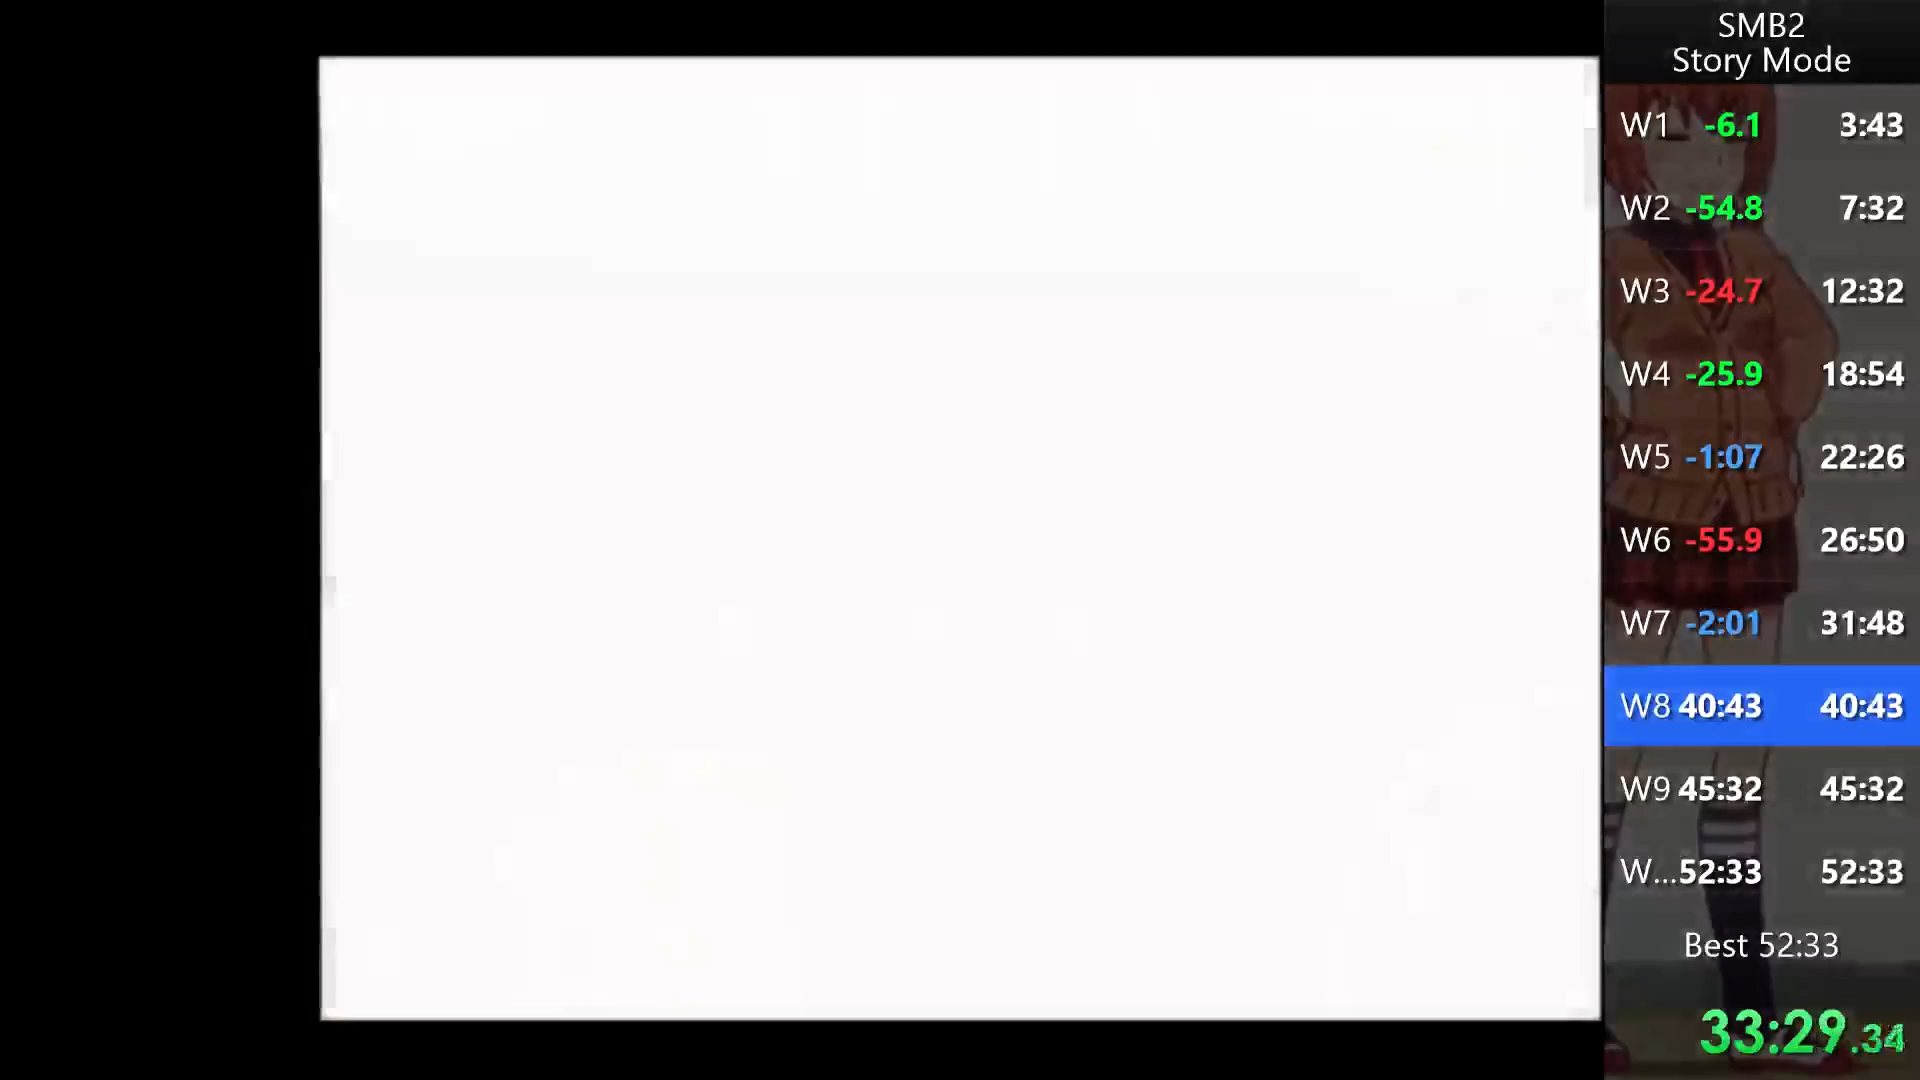 SMB2
Story Mode
W1 -6.1 3:43
W2 -54.8 7:32
W3 -24.7 12:32
W4 -25.9 18:54
W5 -1:07 22:26
W6 -55.9 26:50
W7 -2:01 31:48
W8 40:43 40:43
W9 45:32 45:32
W... 52:33 52:33
Best 52:33
33:29.34